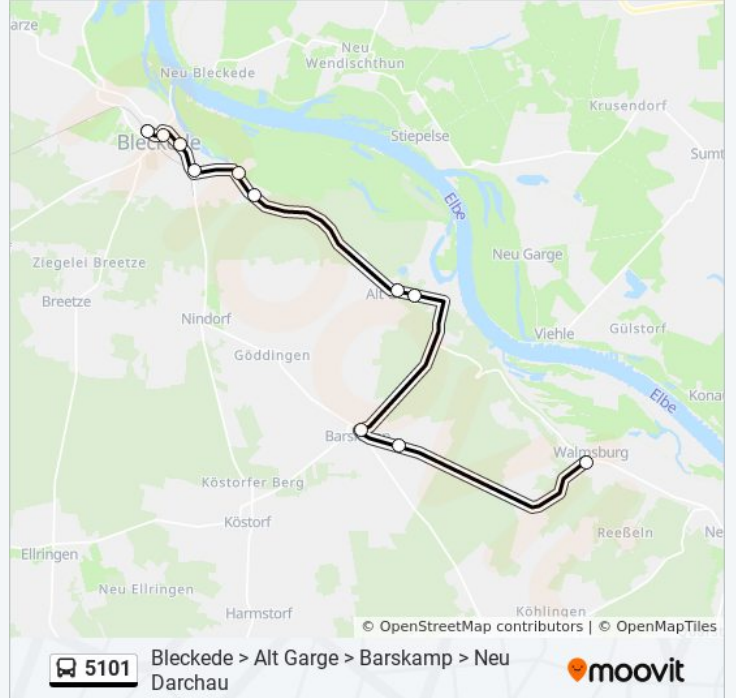 arze
Neu
Wendischthun
Neu Bleckede
Krusendorf
Bleckede
Stiepelse
Sumt
Elbe
Neu Garge
Ziegelei Breetze
Breetze
Alt
Nindorf
Viehle
Gülstorf
Göddingen
Elbe
Kona
Barsk
Walmsburg
Köstorfer Berg
Köstorf
Reeßeln
Ne
Ellringen
Neu Ellringen
Harmstorf
Köhlingen
© OpenStreetMap contributors | © OpenMapTiles
5101
Bleckede > Alt Garge > Barskamp > Neu
Darchau
moovit